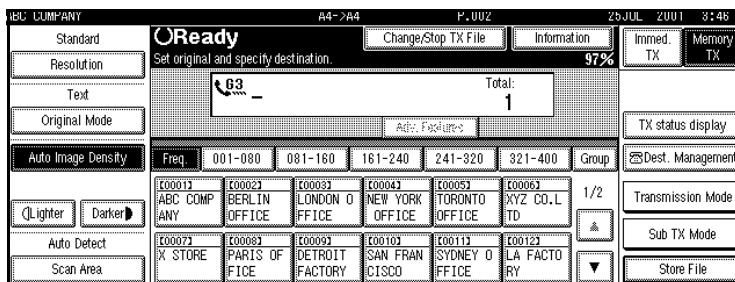 ABC COMPANY A4->A4 P.002 25JUL 2001 3:46
Standard
Resolution
Text
Original Mode
Auto Image Density
Lighter Darker
Auto Detect
Scan Area
Ready
Set original and specify destination.
Change/Stop TX File
Information
97%
G3 _
Total:
1
Adv. Features
Freq. 001-080 081-160 161-240 241-320 321-400 Group
[0001] [0002] [0003] [0004] [0005] [0006]
ABC COMP BERLIN LONDON O NEW YORK TORONTO XYZ CO.L
ANY OFFICE FFICE OFFICE OFFICE TD
[0007] [0008] [0009] [0010] [0011] [0012]
X STORE PARIS OF DETROIT SAN FRAN SYDNEY O LA FACTO
FICE FACTORY CISCO FFICE RY
1/2
Immed. TX
Memory TX
TX status display
Dest. Management
Transmission Mode
Sub TX Mode
Store File